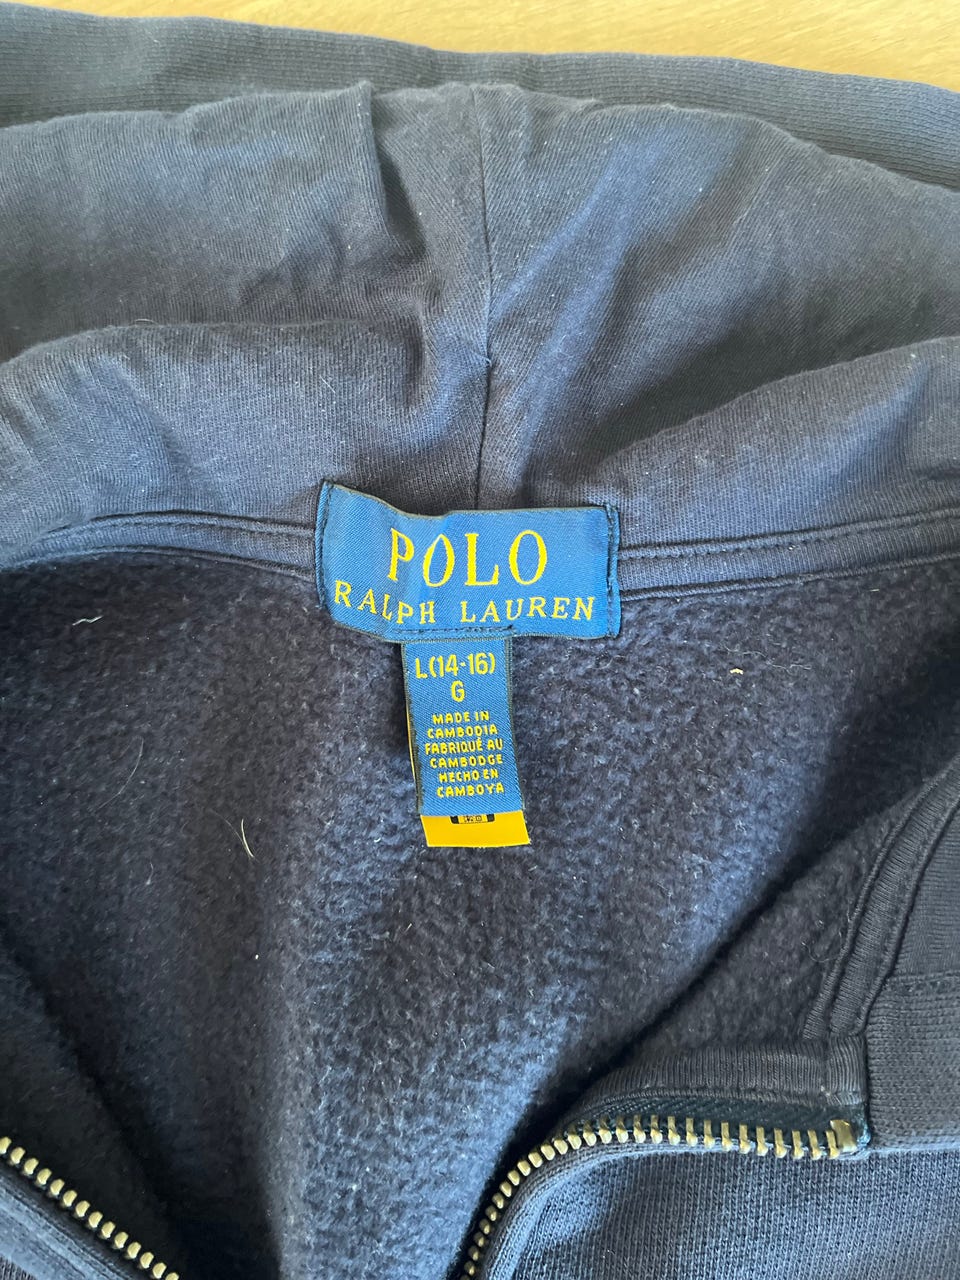 POLO
RALPH LAUREN
L(14-16)
G
MADE IN
CAMBODIA
FABRIQUÉ AU
CAMBODGE
HECHO EN
CAMBOYA